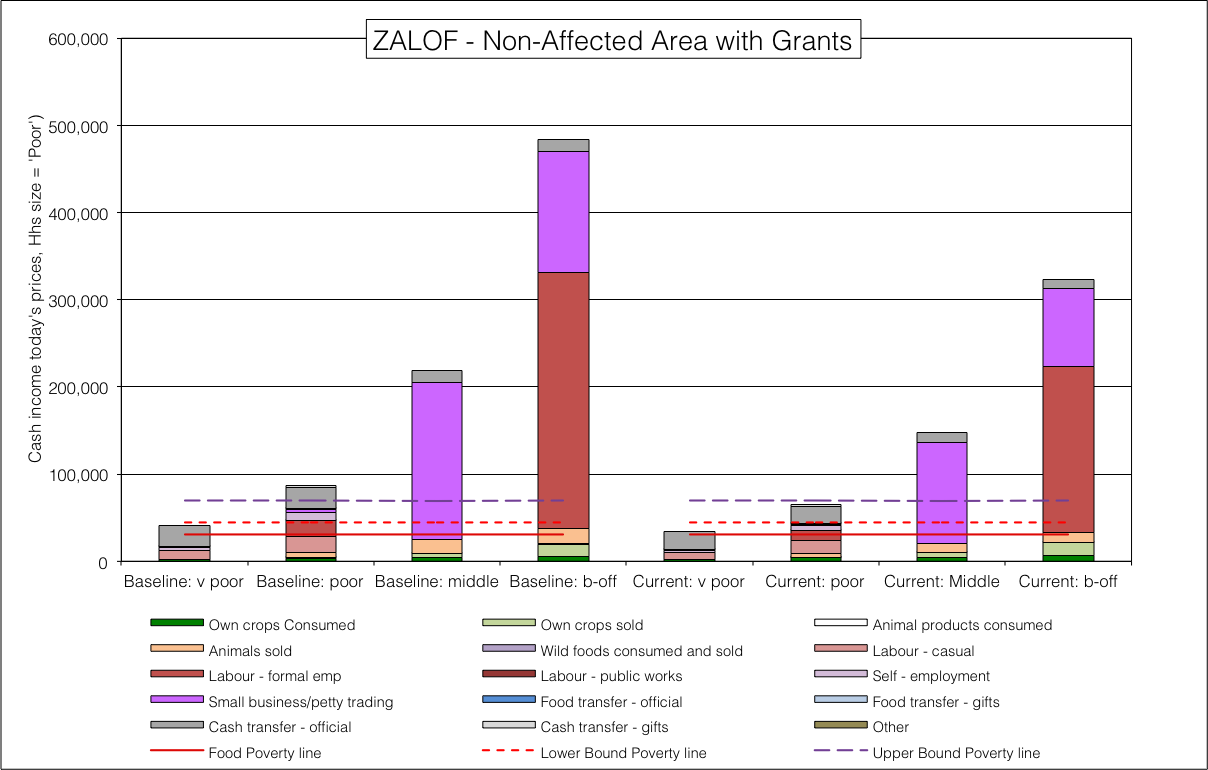 ZALOF - Non-Affected Area with Grants
Cash income today's prices, Hhs size = 'Poor')
600,000
500,000
400,000
300,000
200,000
100,000
0
Baseline: v poor Baseline: poor Baseline: middle Baseline: b-off Current: v poor Current: poor Current: Middle Current: b-off
Own crops Consumed Own crops sold Animal products consumed
Animals sold Wild foods consumed and sold Labour - casual
Labour - formal emp Labour - public works Self - employment
Small business/petty trading Food transfer - official Food transfer - gifts
Cash transfer - official Cash transfer - gifts Other
Food Poverty line Lower Bound Poverty line Upper Bound Poverty line